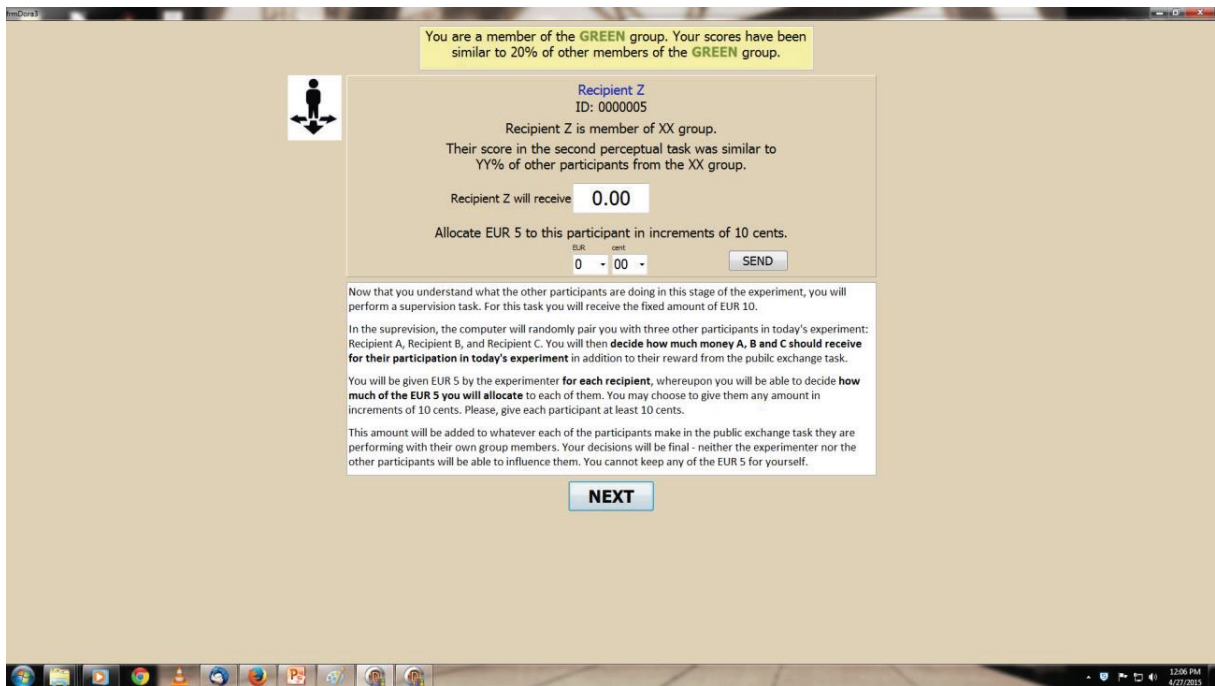 frmDora3
You are a member of the GREEN group. Your scores have been
similar to 20% of other members of the GREEN group.
Recipient Z
ID: 0000005
Recipient Z is member of XX group.
Their score in the second perceptual task was similar to
YY% of other participants from the XX group.
Recipient Z will receive 0.00
Allocate EUR 5 to this participant in increments of 10 cents.
EUR cent
0 00 SEND
Now that you understand what the other participants are doing in this stage of the experiment, you will
perform a supervision task. For this task you will receive the fixed amount of EUR 10.
In the suprevision, the computer will randomly pair you with three other participants in today's experiment:
Recipient A, Recipient B, and Recipient C. You will then decide how much money A, B and C should receive
for their participation in today's experiment in addition to their reward from the public exchange task.
You will be given EUR 5 by the experimenter for each recipient, whereupon you will be able to decide how
much of the EUR 5 you will allocate to each of them. You may choose to give them any amount in
increments of 10 cents. Please, give each participant at least 10 cents.
This amount will be added to whatever each of the participants make in the public exchange task they are
performing with their own group members. Your decisions will be final - neither the experimenter nor the
other participants will be able to influence them. You cannot keep any of the EUR 5 for yourself.
NEXT
12:06 PM
4/27/2015